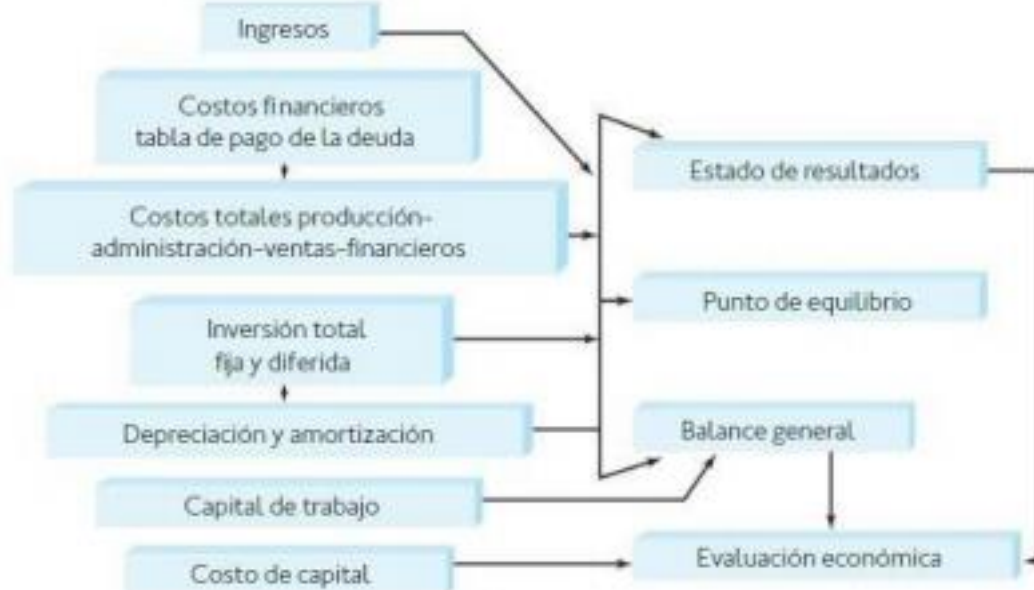 Ingresos
Costos financieros
tabla de pago de la deuda
Costos totales producción-
administración-ventas-financieros
Inversión total
fija y diferida
Depreciación y amortización
Capital de trabajo
Costo de capital
Estado de resultados
Punto de equilibrio
Balance general
Evaluación económica